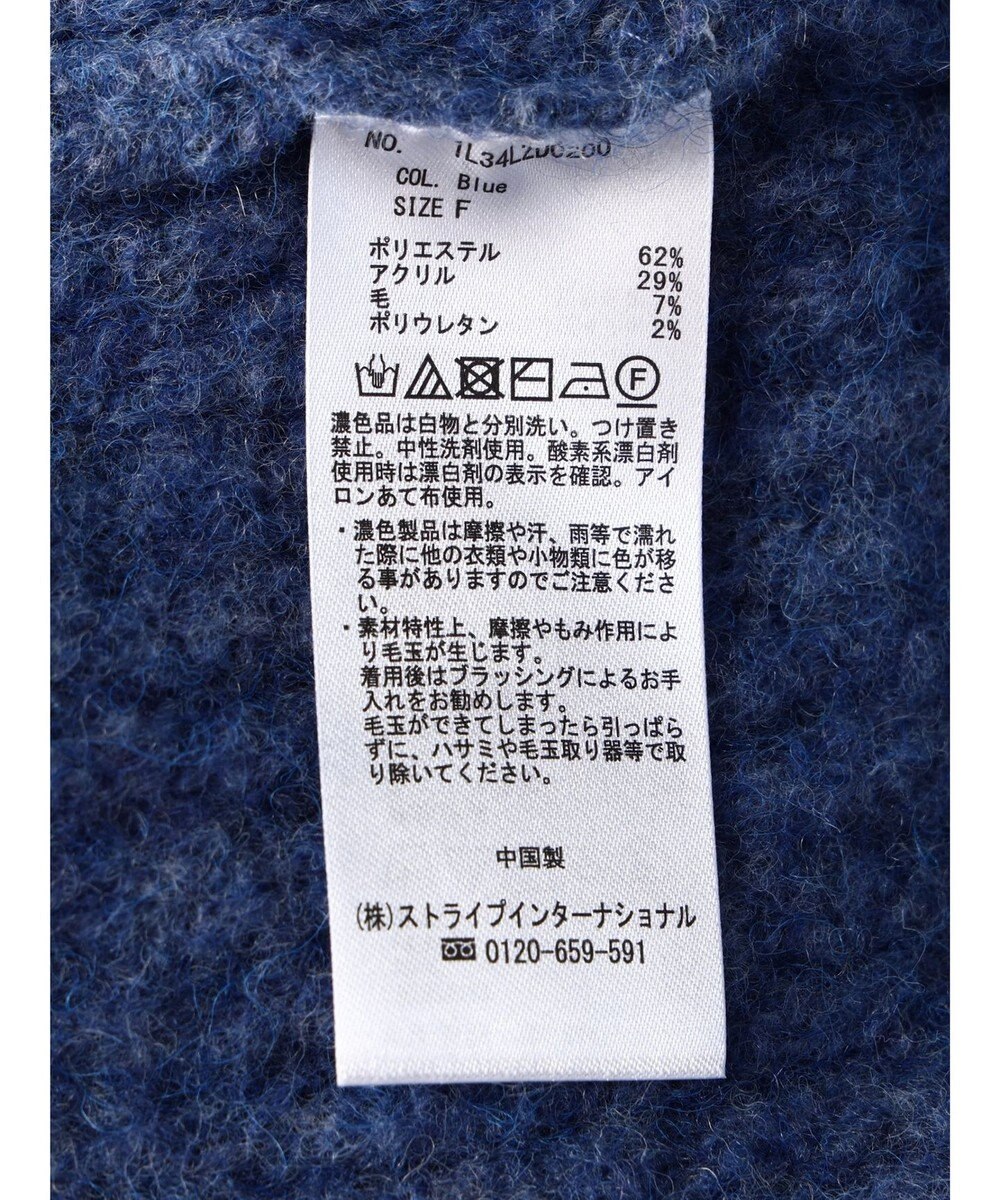 NO. 1L34L2D0200
COL. Blue
SIZE F
ポリエステル 62%
アクリル 29%
毛 7%
ポリウレタン 2%
F
濃色品は白物と分別洗い。つけ置き
禁止。中性洗剤使用。酸素系漂白剤
使用時は漂白剤の表示を確認。アイ
ロンあて布使用。
・濃色製品は摩擦や汗、雨等で濡れ
た際に他の衣類や小物類に色が移
る事がありますのでご注意くださ
い。
・素材特性上、摩擦やもみ作用によ
り毛玉が生じます。
着用後はブラッシングによるお手
入れをお勧めします。
毛玉ができてしまったら引っぱら
ずに、ハサミや毛玉取り器等で取
り除いてください。
中国製
(株)ストライプインターナショナル
0120-659-591